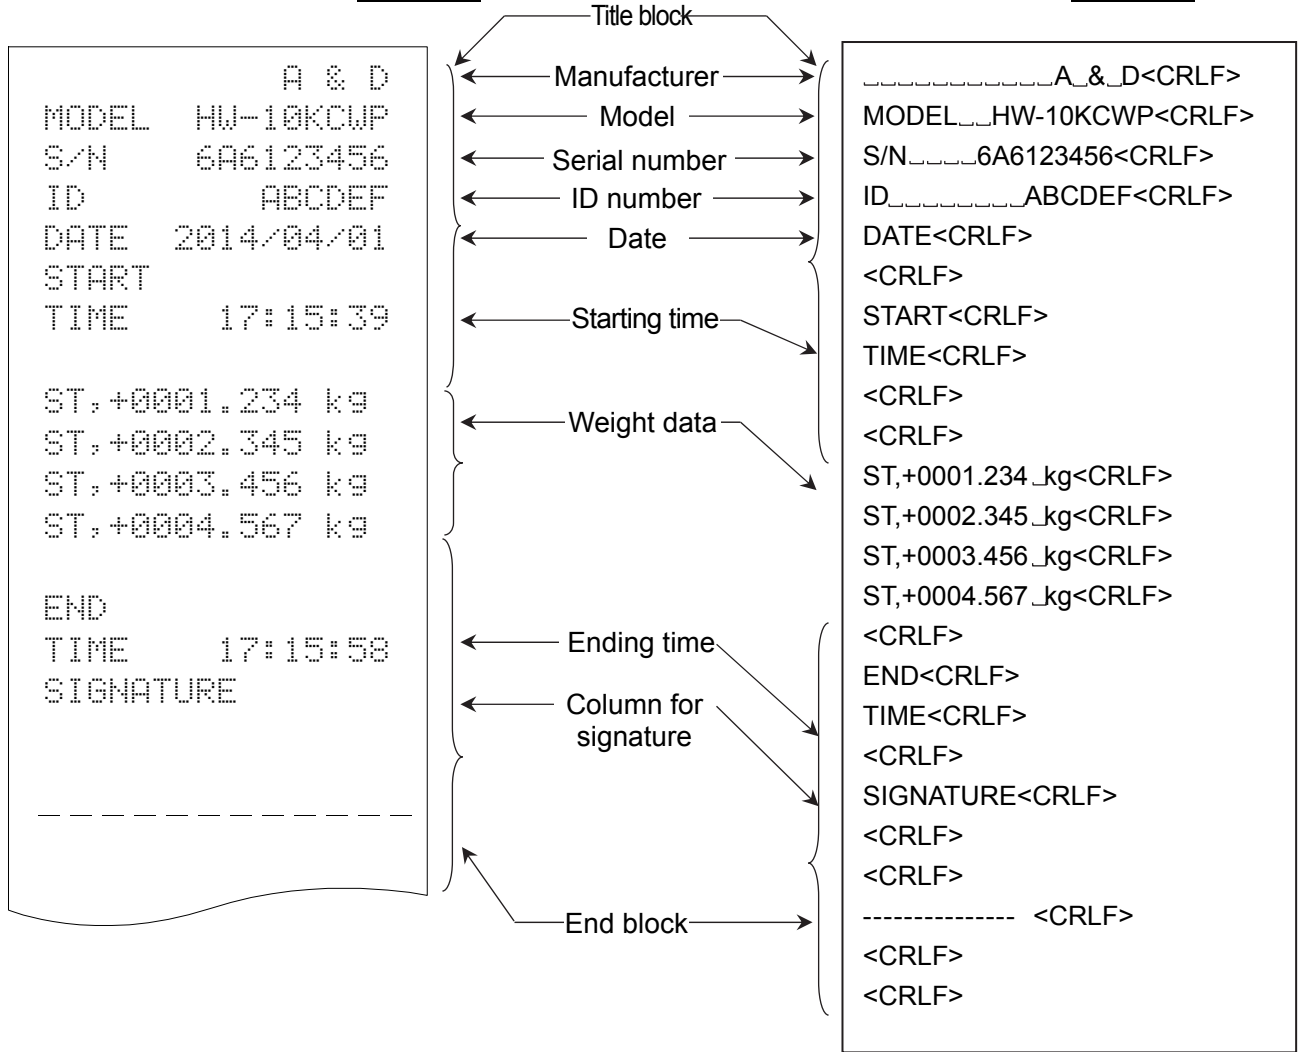 A & D
MODEL HW-10KCWP
S/N 6A6123456
ID ABCDEF
DATE 2014/04/01
START
TIME 17:15:39
ST,+0001.234 kg
ST,+0002.345 kg
ST,+0003.456 kg
ST,+0004.567 kg
END
TIME 17:15:58
SIGNATURE
_ _ _ _ _ _ _ _ _ _ _ _
Title block
Manufacturer
Model
Serial number
ID number
Date
Starting time
Weight data
Ending time
Column for
signature
End block
␣␣␣␣␣␣␣␣␣␣␣A␣&␣D<CRLF>
MODEL␣␣HW-10KCWP<CRLF>
S/N␣␣␣␣6A6123456<CRLF>
ID␣␣␣␣␣␣␣␣ABCDEF<CRLF>
DATE<CRLF>
<CRLF>
START<CRLF>
TIME<CRLF>
<CRLF>
<CRLF>
ST,+0001.234␣kg<CRLF>
ST,+0002.345␣kg<CRLF>
ST,+0003.456␣kg<CRLF>
ST,+0004.567␣kg<CRLF>
<CRLF>
END<CRLF>
TIME<CRLF>
<CRLF>
SIGNATURE<CRLF>
<CRLF>
<CRLF>
--------------- <CRLF>
<CRLF>
<CRLF>